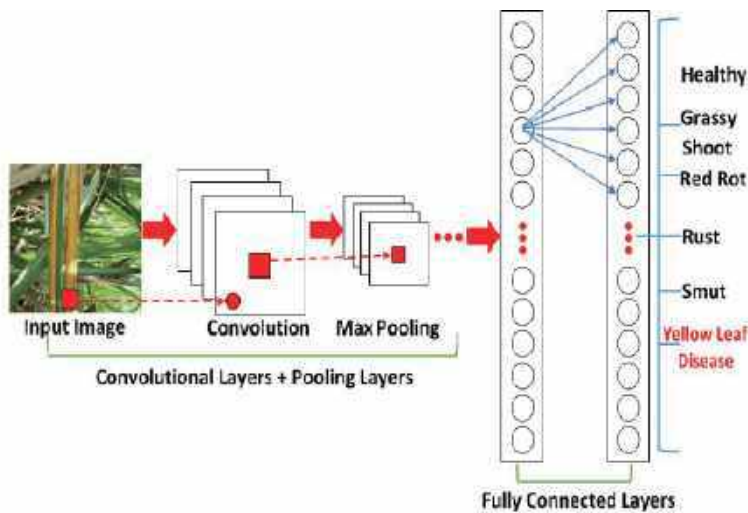 Healthy
Grassy
Shoot
Red Rot
Rust
Smut
Yellow Leaf
Disease
Input Image
Convolution
Max Pooling
Convolutional Layers + Pooling Layers
Fully Connected Layers